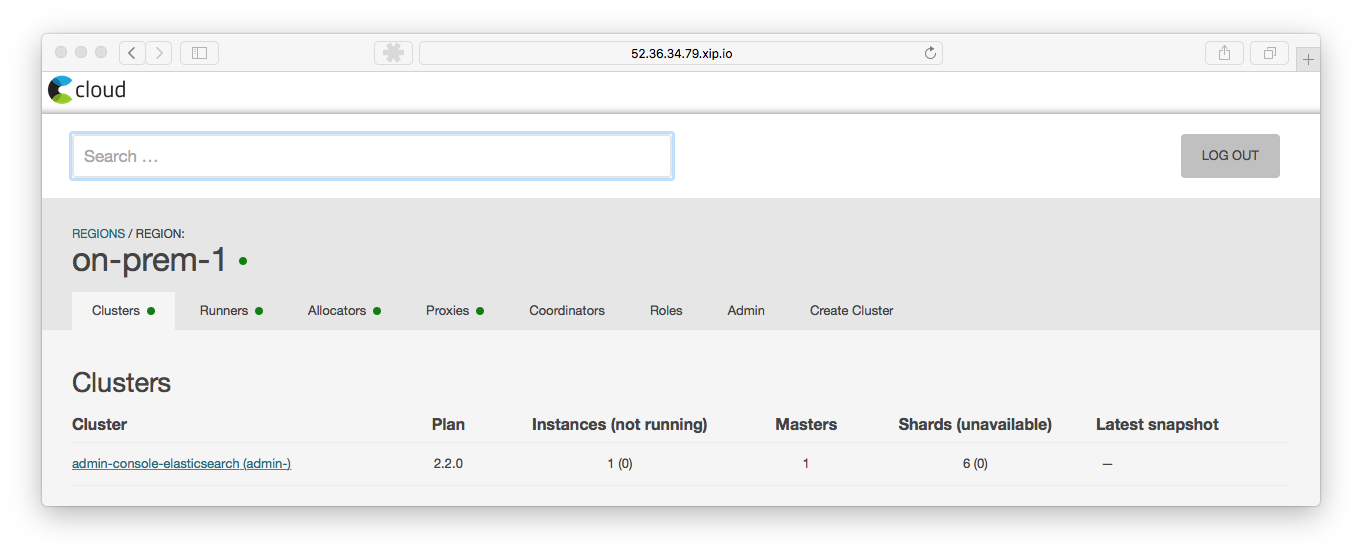 52.36.34.79.xip.io
cloud
Search …
LOG OUT
REGIONS / REGION:
on-prem-1
Clusters Runners Allocators Proxies Coordinators Roles Admin Create Cluster
Clusters
Cluster Plan Instances (not running) Masters Shards (unavailable) Latest snapshot
admin-console-elasticsearch (admin-) 2.2.0 1 (0) 1 6 (0) —